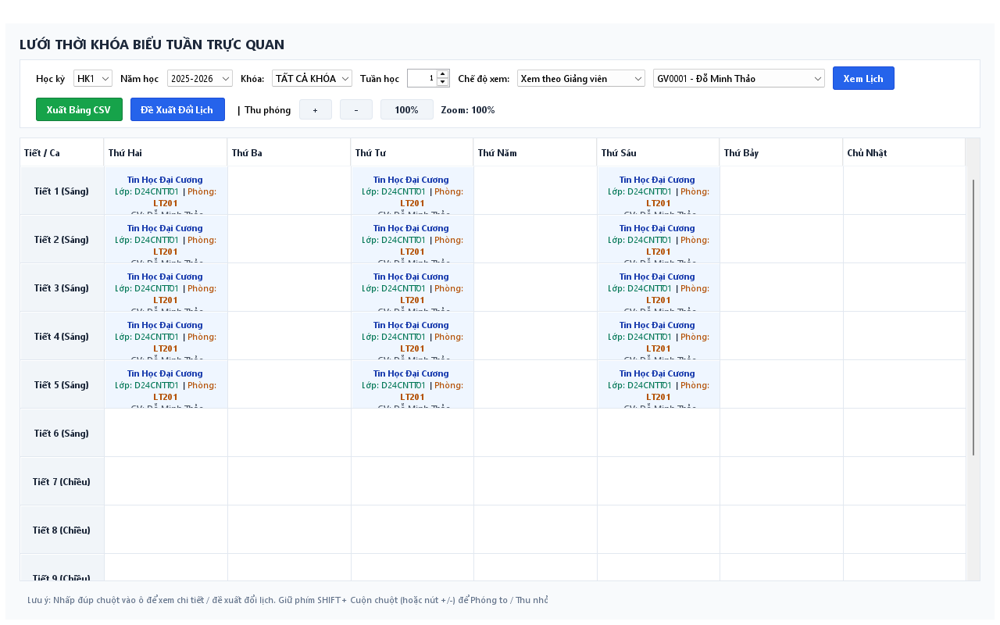 LƯỚI THỜI KHÓA BIỂU TUẦN TRỰC QUAN
Học kỳ HK1 Năm học 2025-2026 Khóa: TẤT CẢ KHÓA Tuần học 1 Chế độ xem: Xem theo Giảng viên GV0001 - Đỗ Minh Thảo Xem Lịch
Xuất Bảng CSV Đề Xuất Đổi Lịch | Thu phóng + - 100% Zoom: 100%
Tiết / Ca Thứ Hai Thứ Ba Thứ Tư Thứ Năm Thứ Sáu Thứ Bảy Chủ Nhật
Tiết 1 (Sáng)
Tin Học Đại Cương Tin Học Đại Cương Tin Học Đại Cương
Lớp: D24CNTT01 | Phòng: Lớp: D24CNTT01 | Phòng: Lớp: D24CNTT01 | Phòng:
LT201 LT201 LT201
GV: Đỗ Minh Thảo GV: Đỗ Minh Thảo GV: Đỗ Minh Thảo
Tiết 2 (Sáng)
Tin Học Đại Cương Tin Học Đại Cương Tin Học Đại Cương
Lớp: D24CNTT01 | Phòng: Lớp: D24CNTT01 | Phòng: Lớp: D24CNTT01 | Phòng:
LT201 LT201 LT201
GV: Đỗ Minh Thảo GV: Đỗ Minh Thảo GV: Đỗ Minh Thảo
Tiết 3 (Sáng)
Tin Học Đại Cương Tin Học Đại Cương Tin Học Đại Cương
Lớp: D24CNTT01 | Phòng: Lớp: D24CNTT01 | Phòng: Lớp: D24CNTT01 | Phòng:
LT201 LT201 LT201
GV: Đỗ Minh Thảo GV: Đỗ Minh Thảo GV: Đỗ Minh Thảo
Tiết 4 (Sáng)
Tin Học Đại Cương Tin Học Đại Cương Tin Học Đại Cương
Lớp: D24CNTT01 | Phòng: Lớp: D24CNTT01 | Phòng: Lớp: D24CNTT01 | Phòng:
LT201 LT201 LT201
GV: Đỗ Minh Thảo GV: Đỗ Minh Thảo GV: Đỗ Minh Thảo
Tiết 5 (Sáng)
Tin Học Đại Cương Tin Học Đại Cương Tin Học Đại Cương
Lớp: D24CNTT01 | Phòng: Lớp: D24CNTT01 | Phòng: Lớp: D24CNTT01 | Phòng:
LT201 LT201 LT201
GV: Đỗ Minh Thảo GV: Đỗ Minh Thảo GV: Đỗ Minh Thảo
Tiết 6 (Sáng)
Tiết 7 (Chiều)
Tiết 8 (Chiều)
Tiết 9 (Chiều)
Lưu ý: Nhấp đúp chuột vào ô để xem chi tiết / đề xuất đổi lịch. Giữ phím SHIFT + Cuộn chuột (hoặc nút +/-) để Phóng to / Thu nhỏ